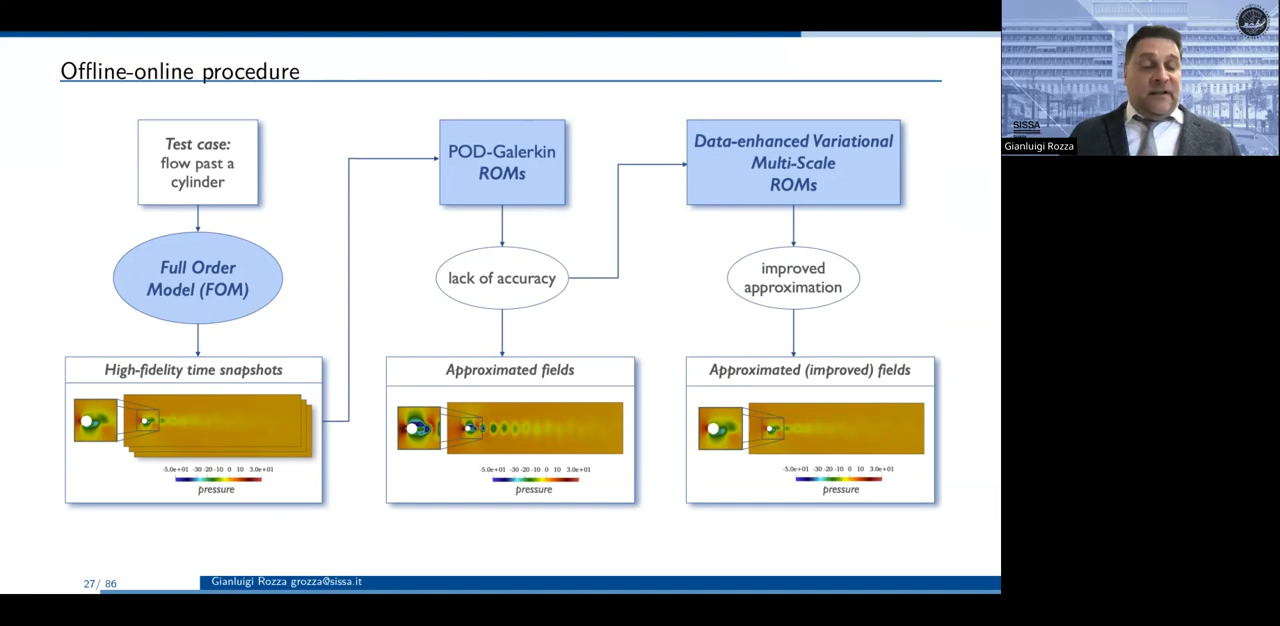 Offline-online procedure
Test case:
flow past a
cylinder
Full Order
Model (FOM)
High-fidelity time snapshots
-5.0e+01 -30 -20 -10 0 10 3.0e+01
pressure
POD-Galerkin
ROMs
lack of accuracy
Approximated fields
-5.0e+01 -30 -20 -10 0 10 3.0e+01
pressure
Data-enhanced Variational
Multi-Scale
ROMs
improved
approximation
Approximated (improved) fields
-5.0e+01 -30 -20 -10 0 10 3.0e+01
pressure
27/ 86
Gianluigi Rozza grozza@sissa.it
SISSA
Gianluigi Rozza